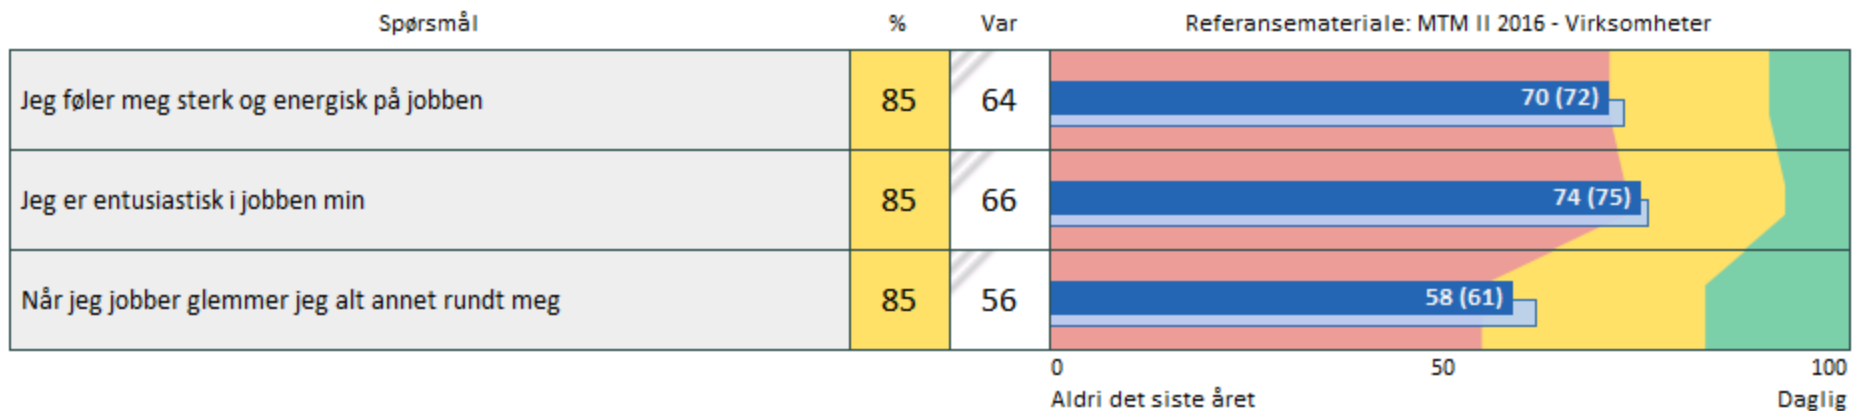 Spørsmål % Var Referansemateriale: MTM II 2016 - Virksomheter
Jeg føler meg sterk og energisk på jobben 85 64 70 (72)
Jeg er entusiastisk i jobben min 85 66 74 (75)
Når jeg jobber glemmer jeg alt annet rundt meg 85 56 58 (61)
0 50 100
Aldri det siste året Daglig